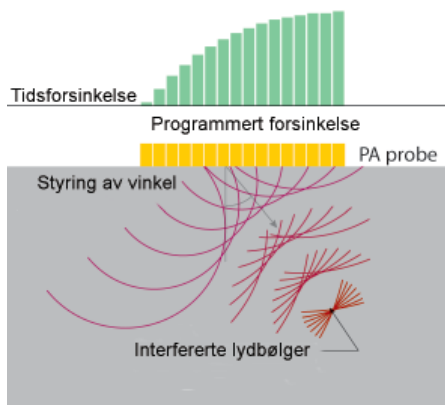 Tidsforsinkelse
Programmert forsinkelse
PA probe
Styring av vinkel
Interfererte lydbølger